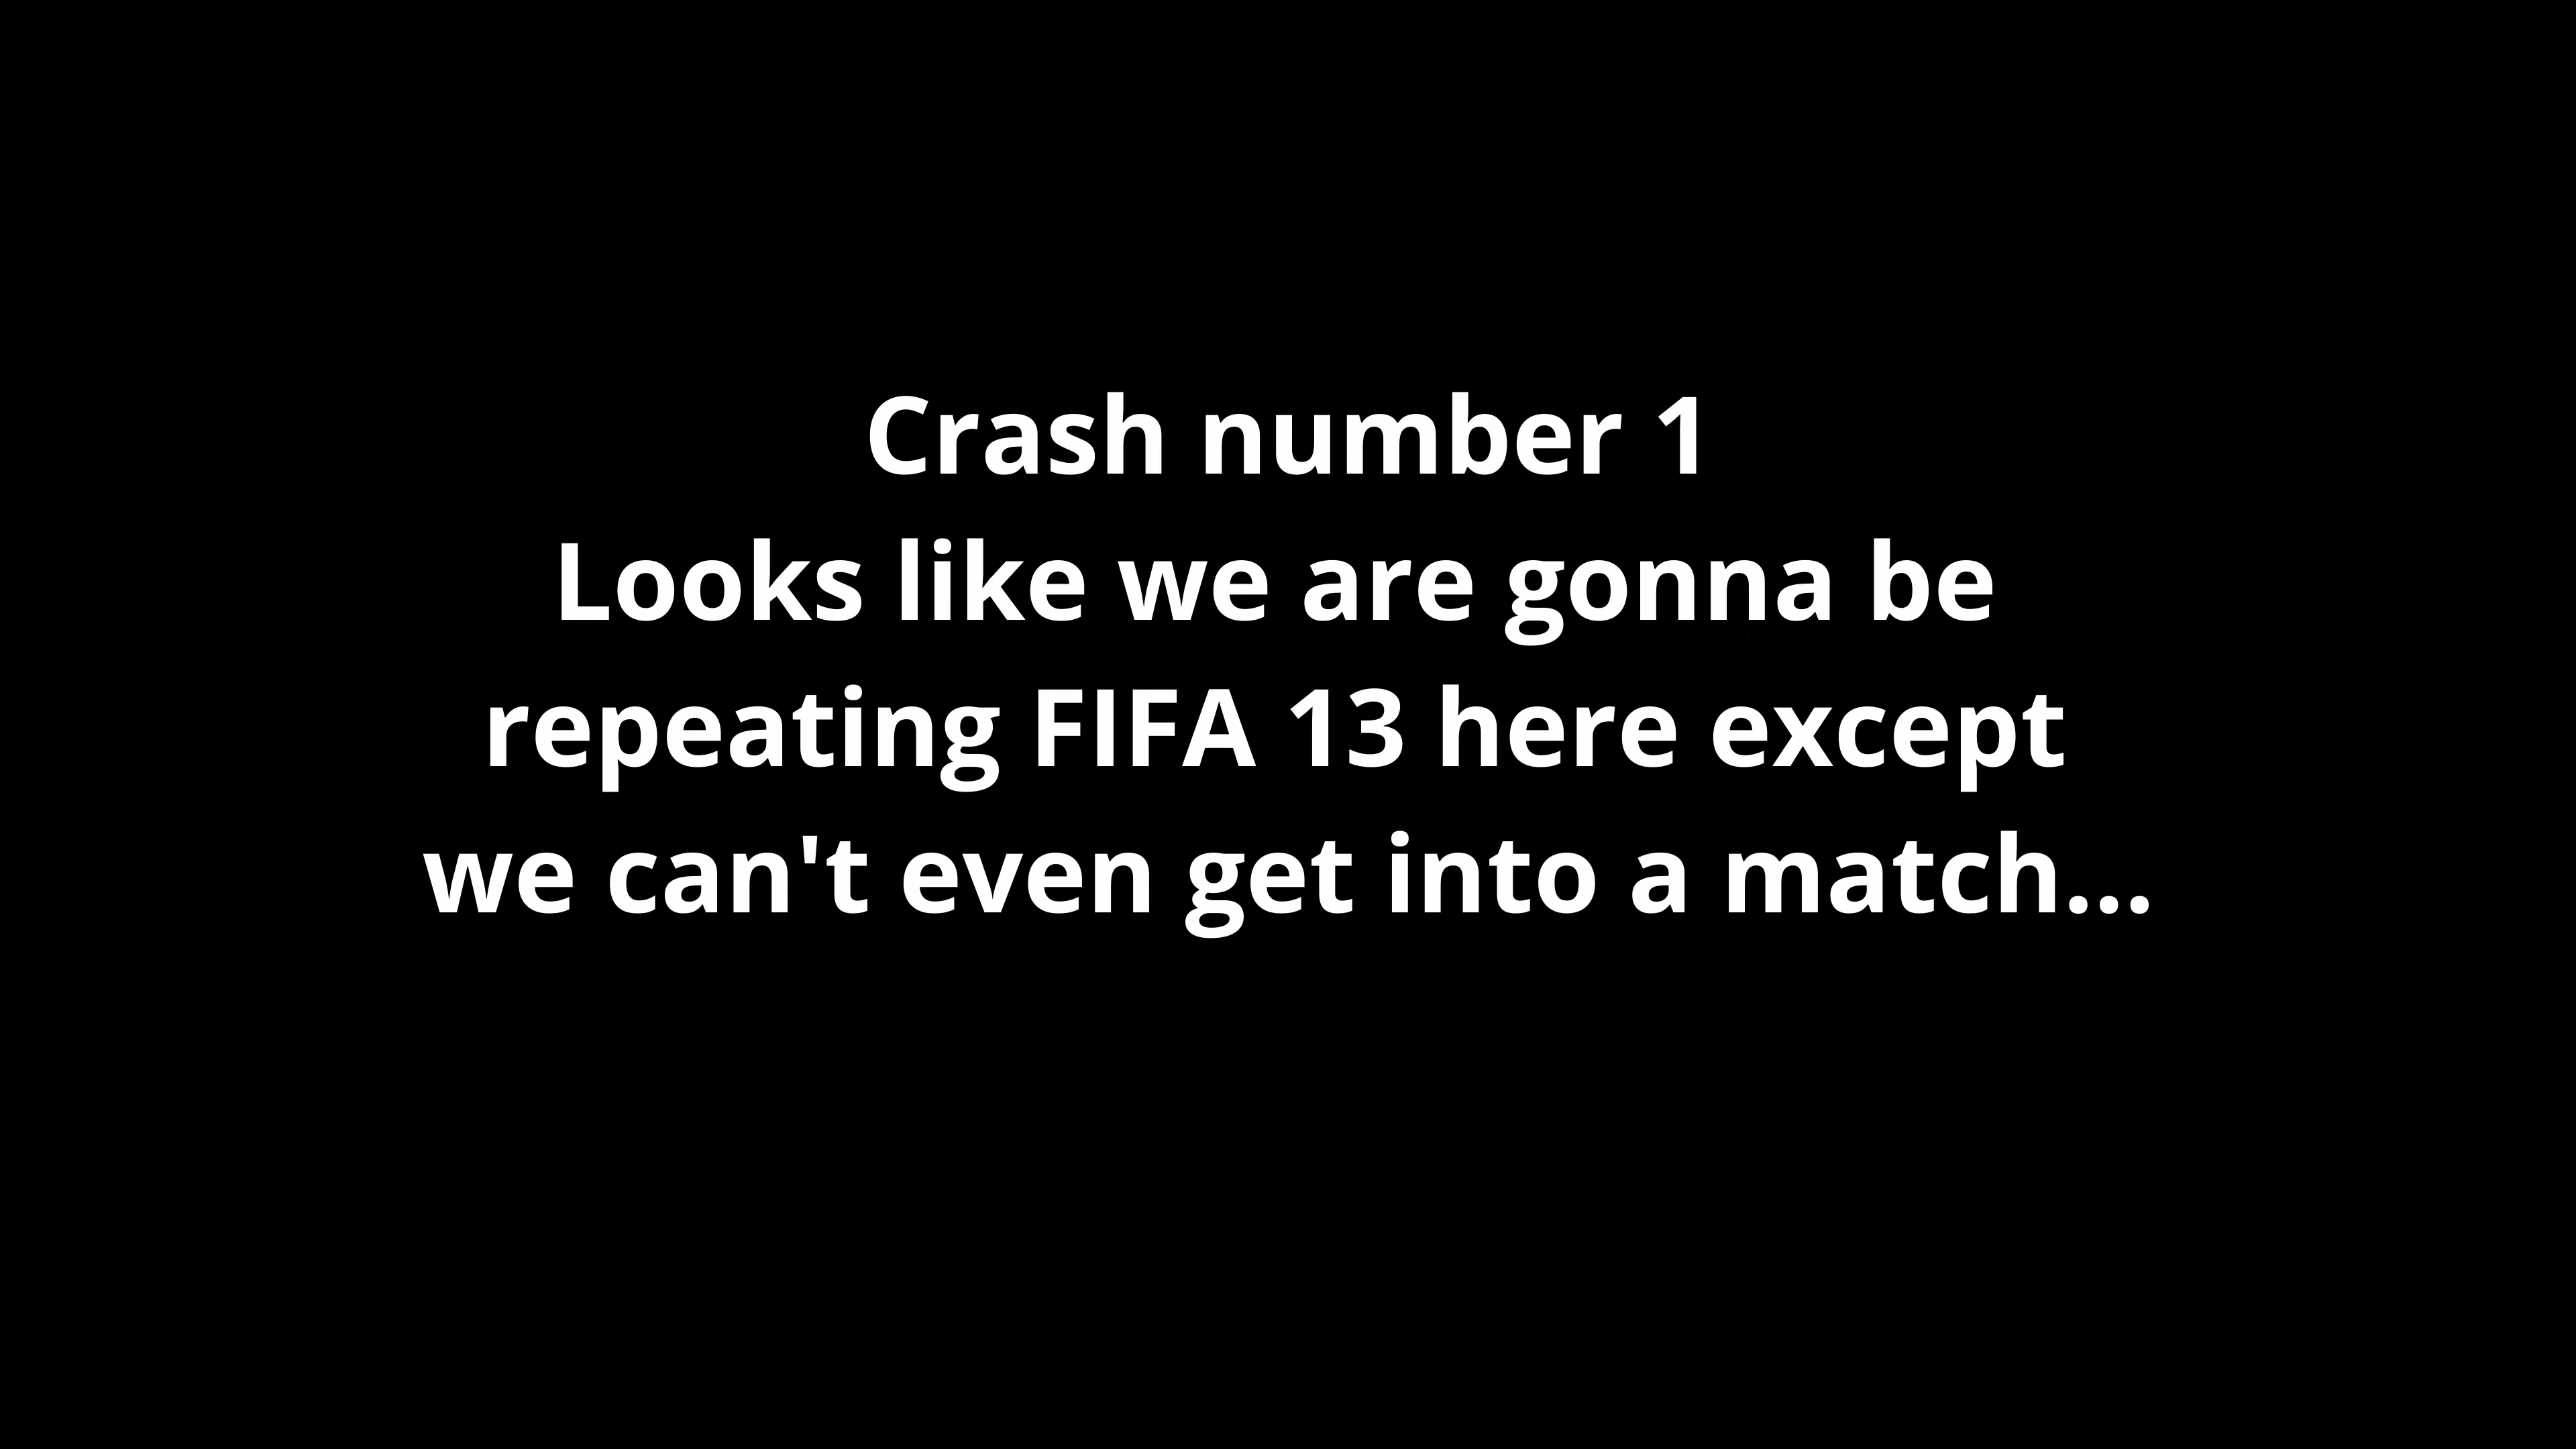 Crash number 1
Looks like we are gonna be
repeating FIFA 13 here except
we can't even get into a match...